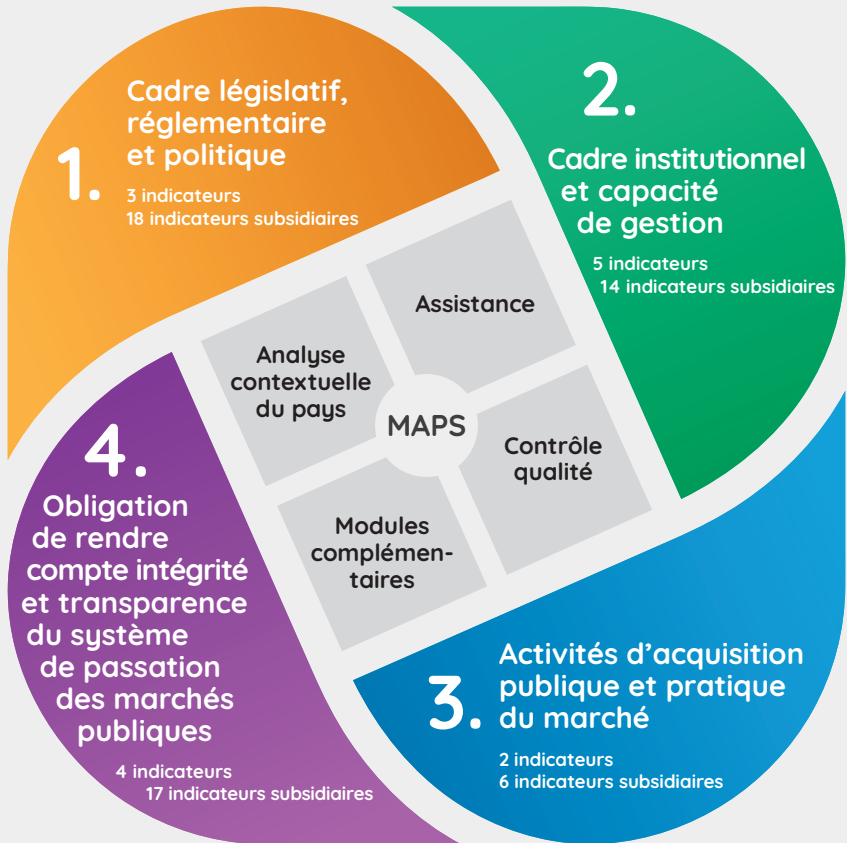 1.
Cadre législatif,
réglementaire
et politique
3 indicateurs
18 indicateurs subsidiaires
2.
Cadre institutionnel
et capacité
de gestion
5 indicateurs
14 indicateurs subsidiaires
Assistance
Analyse
contextuelle
du pays
MAPS
Contrôle
qualité
Modules
complémen-
taires
4.
Obligation
de rendre
compte intégrité
et transparence
du système
de passation
des marchés
publiques
4 indicateurs
17 indicateurs subsidiaires
3.
Activités d’acquisition
publique et pratique
du marché
2 indicateurs
6 indicateurs subsidiaires